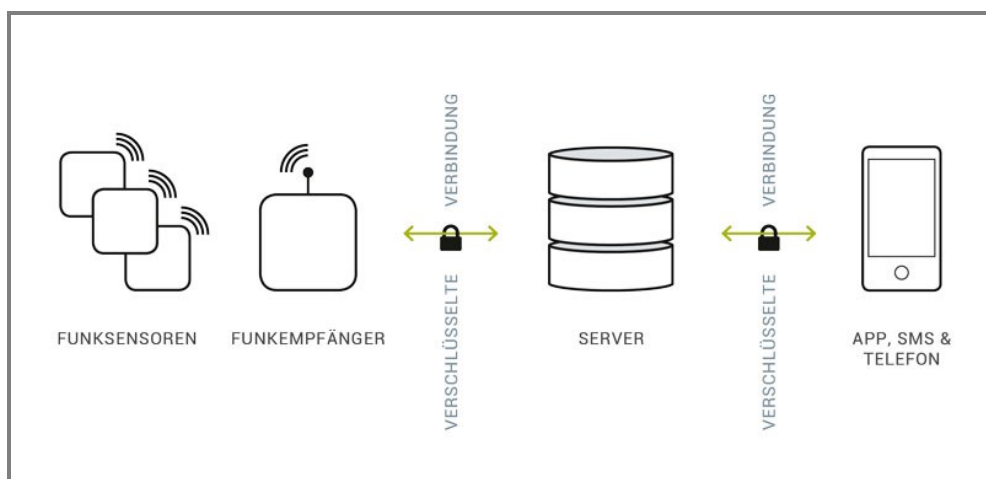 FUNKSENSOREN
FUNKEMPFÄNGER
VERSCHLÜSSELTE VERBINDUNG
SERVER
VERSCHLÜSSELTE VERBINDUNG
APP, SMS &
TELEFON